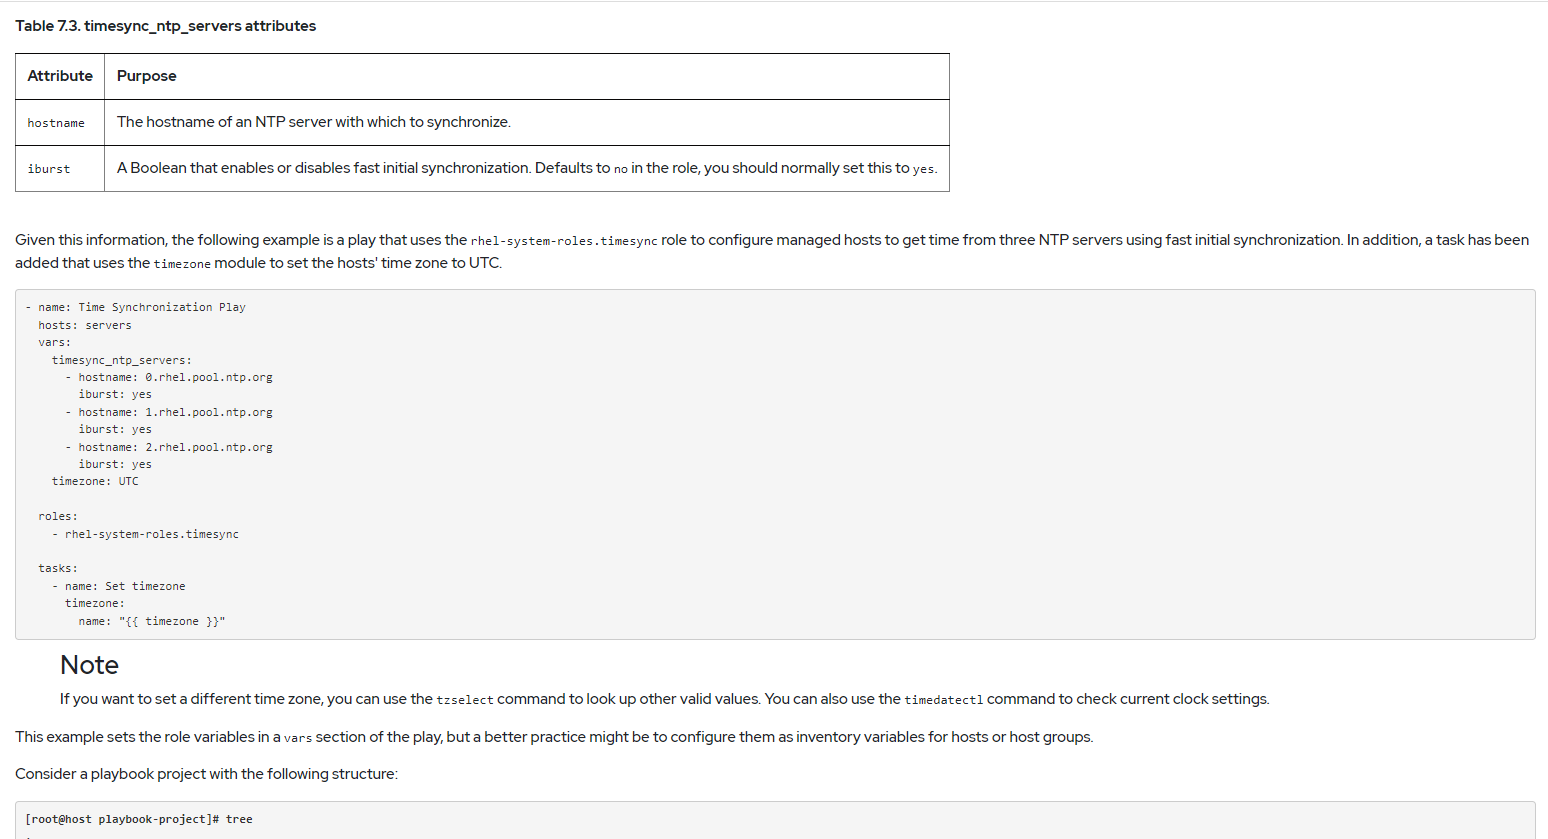 Table 7.3. timesync_ntp_servers attributes
Attribute Purpose
hostname The hostname of an NTP server with which to synchronize.
iburst A Boolean that enables or disables fast initial synchronization. Defaults to no in the role, you should normally set this to yes.
Given this information, the following example is a play that uses the rhel-system-roles.timesync role to configure managed hosts to get time from three NTP servers using fast initial synchronization. In addition, a task has been
added that uses the timezone module to set the hosts' time zone to UTC.
- name: Time Synchronization Play
  hosts: servers
  vars:
    timesync_ntp_servers:
      - hostname: 0.rhel.pool.ntp.org
        iburst: yes
      - hostname: 1.rhel.pool.ntp.org
        iburst: yes
      - hostname: 2.rhel.pool.ntp.org
        iburst: yes
    timezone: UTC
  roles:
    - rhel-system-roles.timesync
  tasks:
    - name: Set timezone
      timezone:
        name: "{{ timezone }}"
Note
If you want to set a different time zone, you can use the tzselect command to look up other valid values. You can also use the timedatectl command to check current clock settings.
This example sets the role variables in a vars section of the play, but a better practice might be to configure them as inventory variables for hosts or host groups.
Consider a playbook project with the following structure:
[root@host playbook-project]# tree